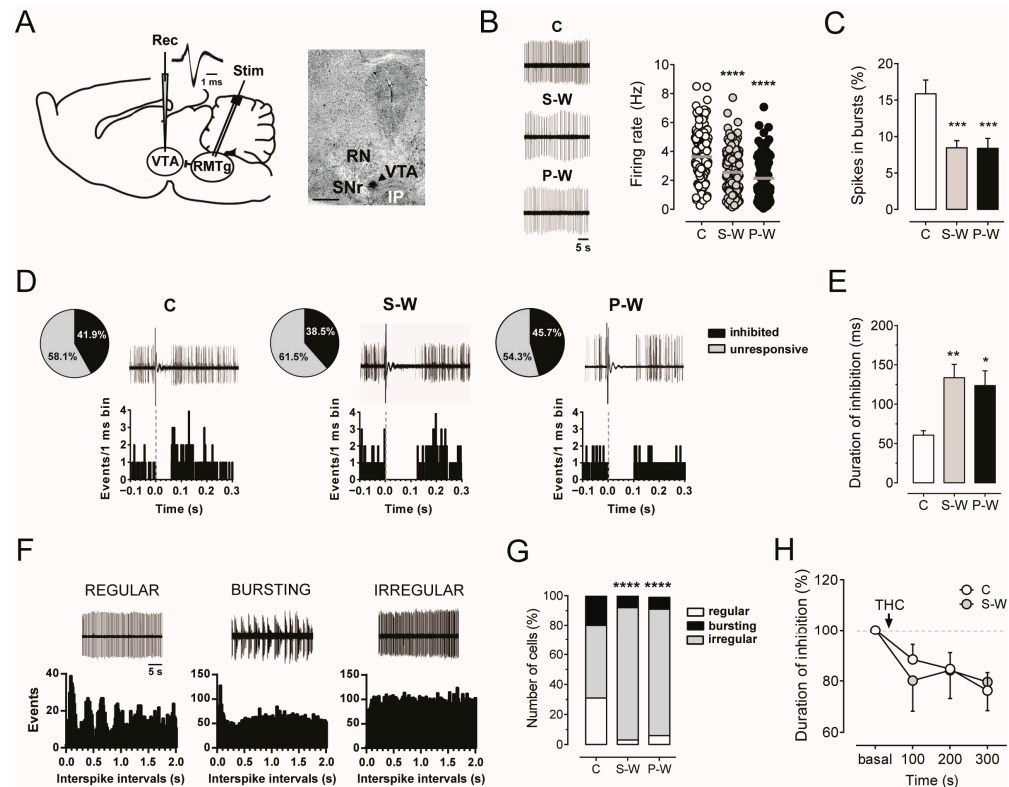 A
Rec
1 ms
Stim
VTA
RMTg
RN
VTA
SNr
IP
B
C
S-W
P-W
5 s
Firing rate (Hz)
10
8
6
4
2
0
****
****
C S-W P-W
C
Spikes in bursts (%)
20
15
10
5
0
***
***
C S-W P-W
D
C
41.9%
58.1%
Events/1 ms bin
4
3
2
1
0
−0.1 0.0 0.1 0.2 0.3
Time (s)
S-W
38.5%
61.5%
Events/1 ms bin
4
3
2
1
0
−0.1 0.0 0.1 0.2 0.3
Time (s)
P-W
45.7%
54.3%
Events/1 ms bin
4
3
2
1
0
−0.1 0.0 0.1 0.2 0.3
Time (s)
inhibited
unresponsive
E
Duration of inhibition (ms)
200
150
100
50
0
**
*
C S-W P-W
F
REGULAR
5 s
Events
40
20
0
0.0 0.5 1.0 1.5 2.0
Interspike intervals (s)
BURSTING
150
100
50
0
0.0 0.5 1.0 1.5 2.0
Interspike intervals (s)
IRREGULAR
150
100
50
0
0.0 0.5 1.0 1.5 2.0
Interspike intervals (s)
G
Number of cells (%)
100
80
60
40
20
0
**** ****
C S-W P-W
regular
bursting
irregular
H
Duration of inhibition (%)
120
100
80
60
THC
C
S-W
basal 100 200 300
Time (s)